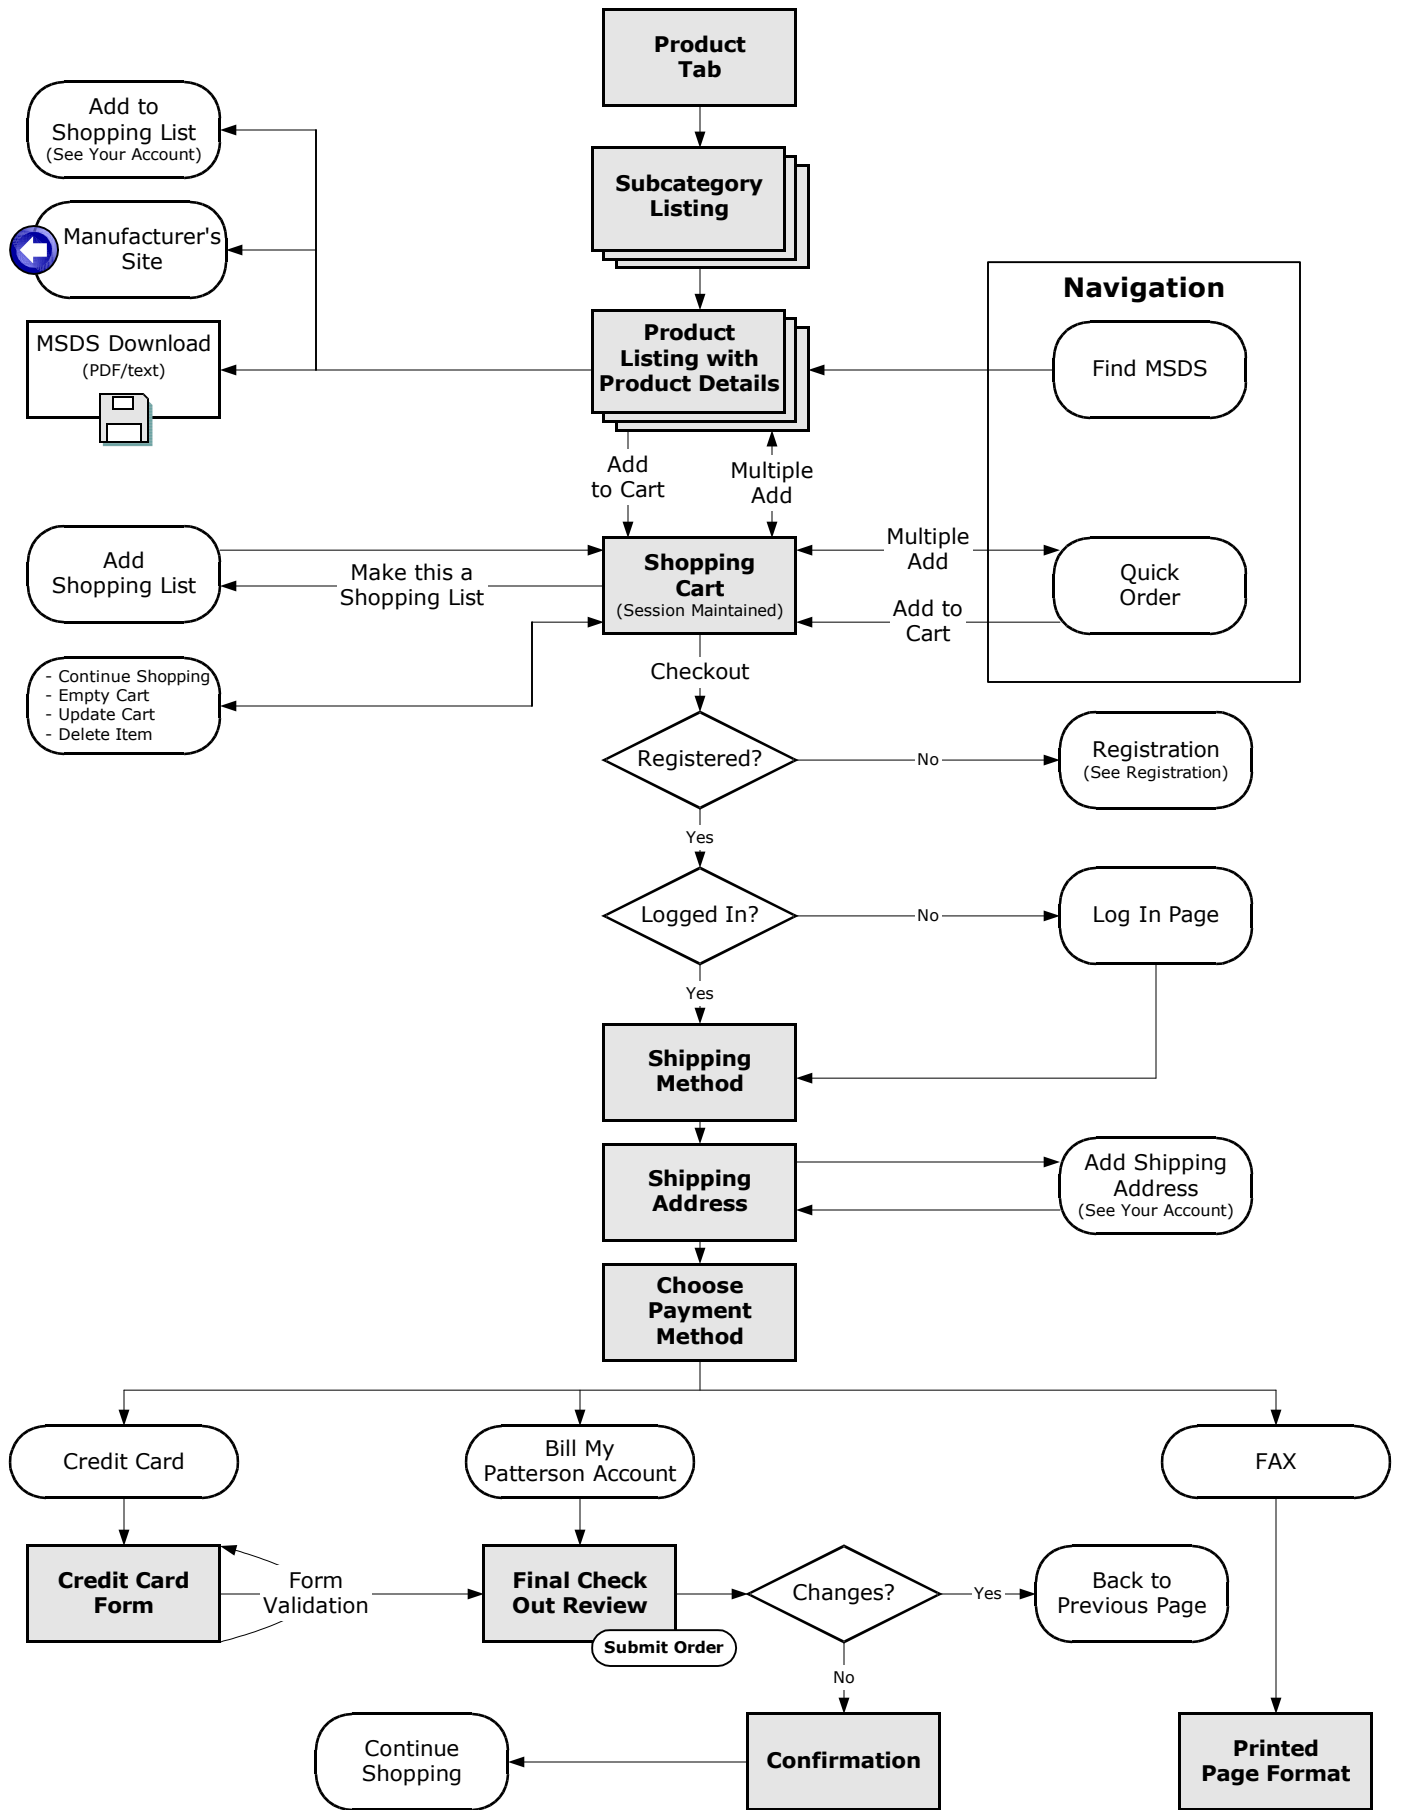 Product
Tab
Add to
Shopping List
(See Your Account)
Subcategory
Listing
Manufacturer's
Site
Navigation
Product
Listing with
Product Details
MSDS Download
(PDF/text)
Find MSDS
Add
to Cart
Multiple
Add
Add
Shopping List
Make this a
Shopping List
Shopping
Cart
(Session Maintained)
Multiple
Add
Add to
Cart
Quick
Order
- Continue Shopping
- Empty Cart
- Update Cart
- Delete Item
Checkout
Registered?
No
Registration
(See Registration)
Yes
Logged In?
No
Log In Page
Yes
Shipping
Method
Shipping
Address
Add Shipping
Address
(See Your Account)
Choose
Payment
Method
Credit Card
Bill My
Patterson Account
FAX
Credit Card
Form
Form
Validation
Final Check
Out Review
Submit Order
Changes?
Yes
Back to
Previous Page
No
Continue
Shopping
Confirmation
Printed
Page Format